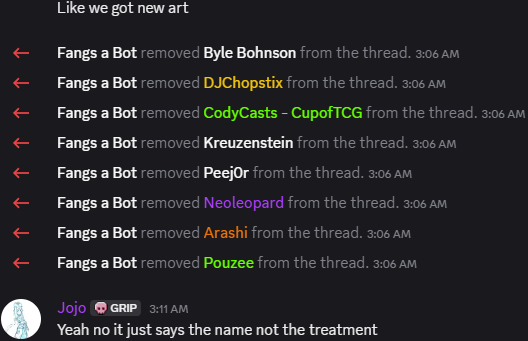 Like we got new art
Fangs a Bot removed Byle Bohnson from the thread. 3:06 AM
Fangs a Bot removed DJChopstix from the thread. 3:06 AM
Fangs a Bot removed CodyCasts - CupofTCG from the thread. 3:06 AM
Fangs a Bot removed Kreuzenstein from the thread. 3:06 AM
Fangs a Bot removed Peej0r from the thread. 3:06 AM
Fangs a Bot removed Neoleopard from the thread. 3:06 AM
Fangs a Bot removed Arashi from the thread. 3:06 AM
Fangs a Bot removed Pouzee from the thread. 3:06 AM
Jojo GRIP 3:11 AM
Yeah no it just says the name not the treatment